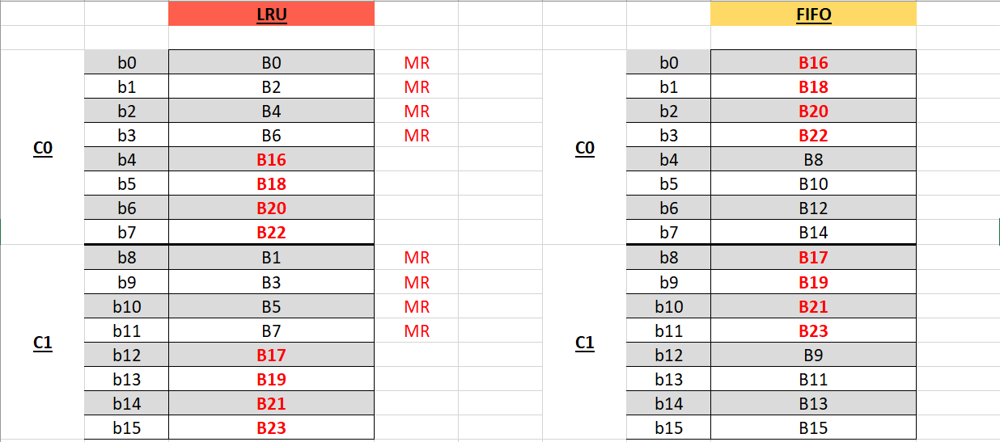 LRU FIFO
b0 B0 MR b0 B16
b1 B2 MR b1 B18
b2 B4 MR b2 B20
b3 B6 MR b3 B22
C0 C0
b4 B16 b4 B8
b5 B18 b5 B10
b6 B20 b6 B12
b7 B22 b7 B14
b8 B1 MR b8 B17
b9 B3 MR b9 B19
b10 B5 MR b10 B21
b11 B7 MR b11 B23
C1 C1
b12 B17 b12 B9
b13 B19 b13 B11
b14 B21 b14 B13
b15 B23 b15 B15